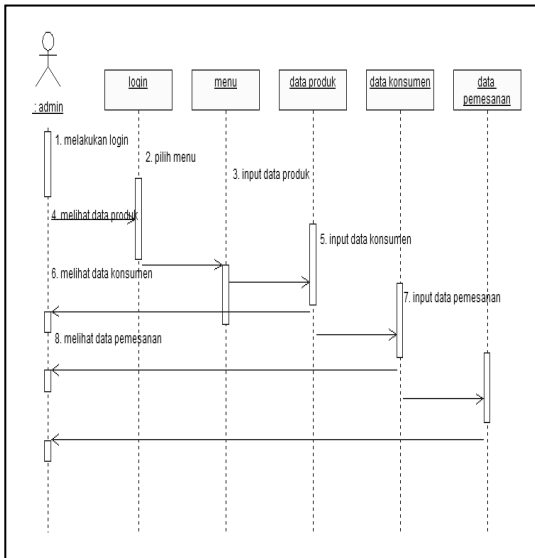 : admin
login
menu
data produk
data konsumen
data
pemesanan
1. melakukan login
2. pilih menu
3. input data produk
4. melihat data produk
5. input data konsumen
6. melihat data konsumen
7. input data pemesanan
8. melihat data pemesanan